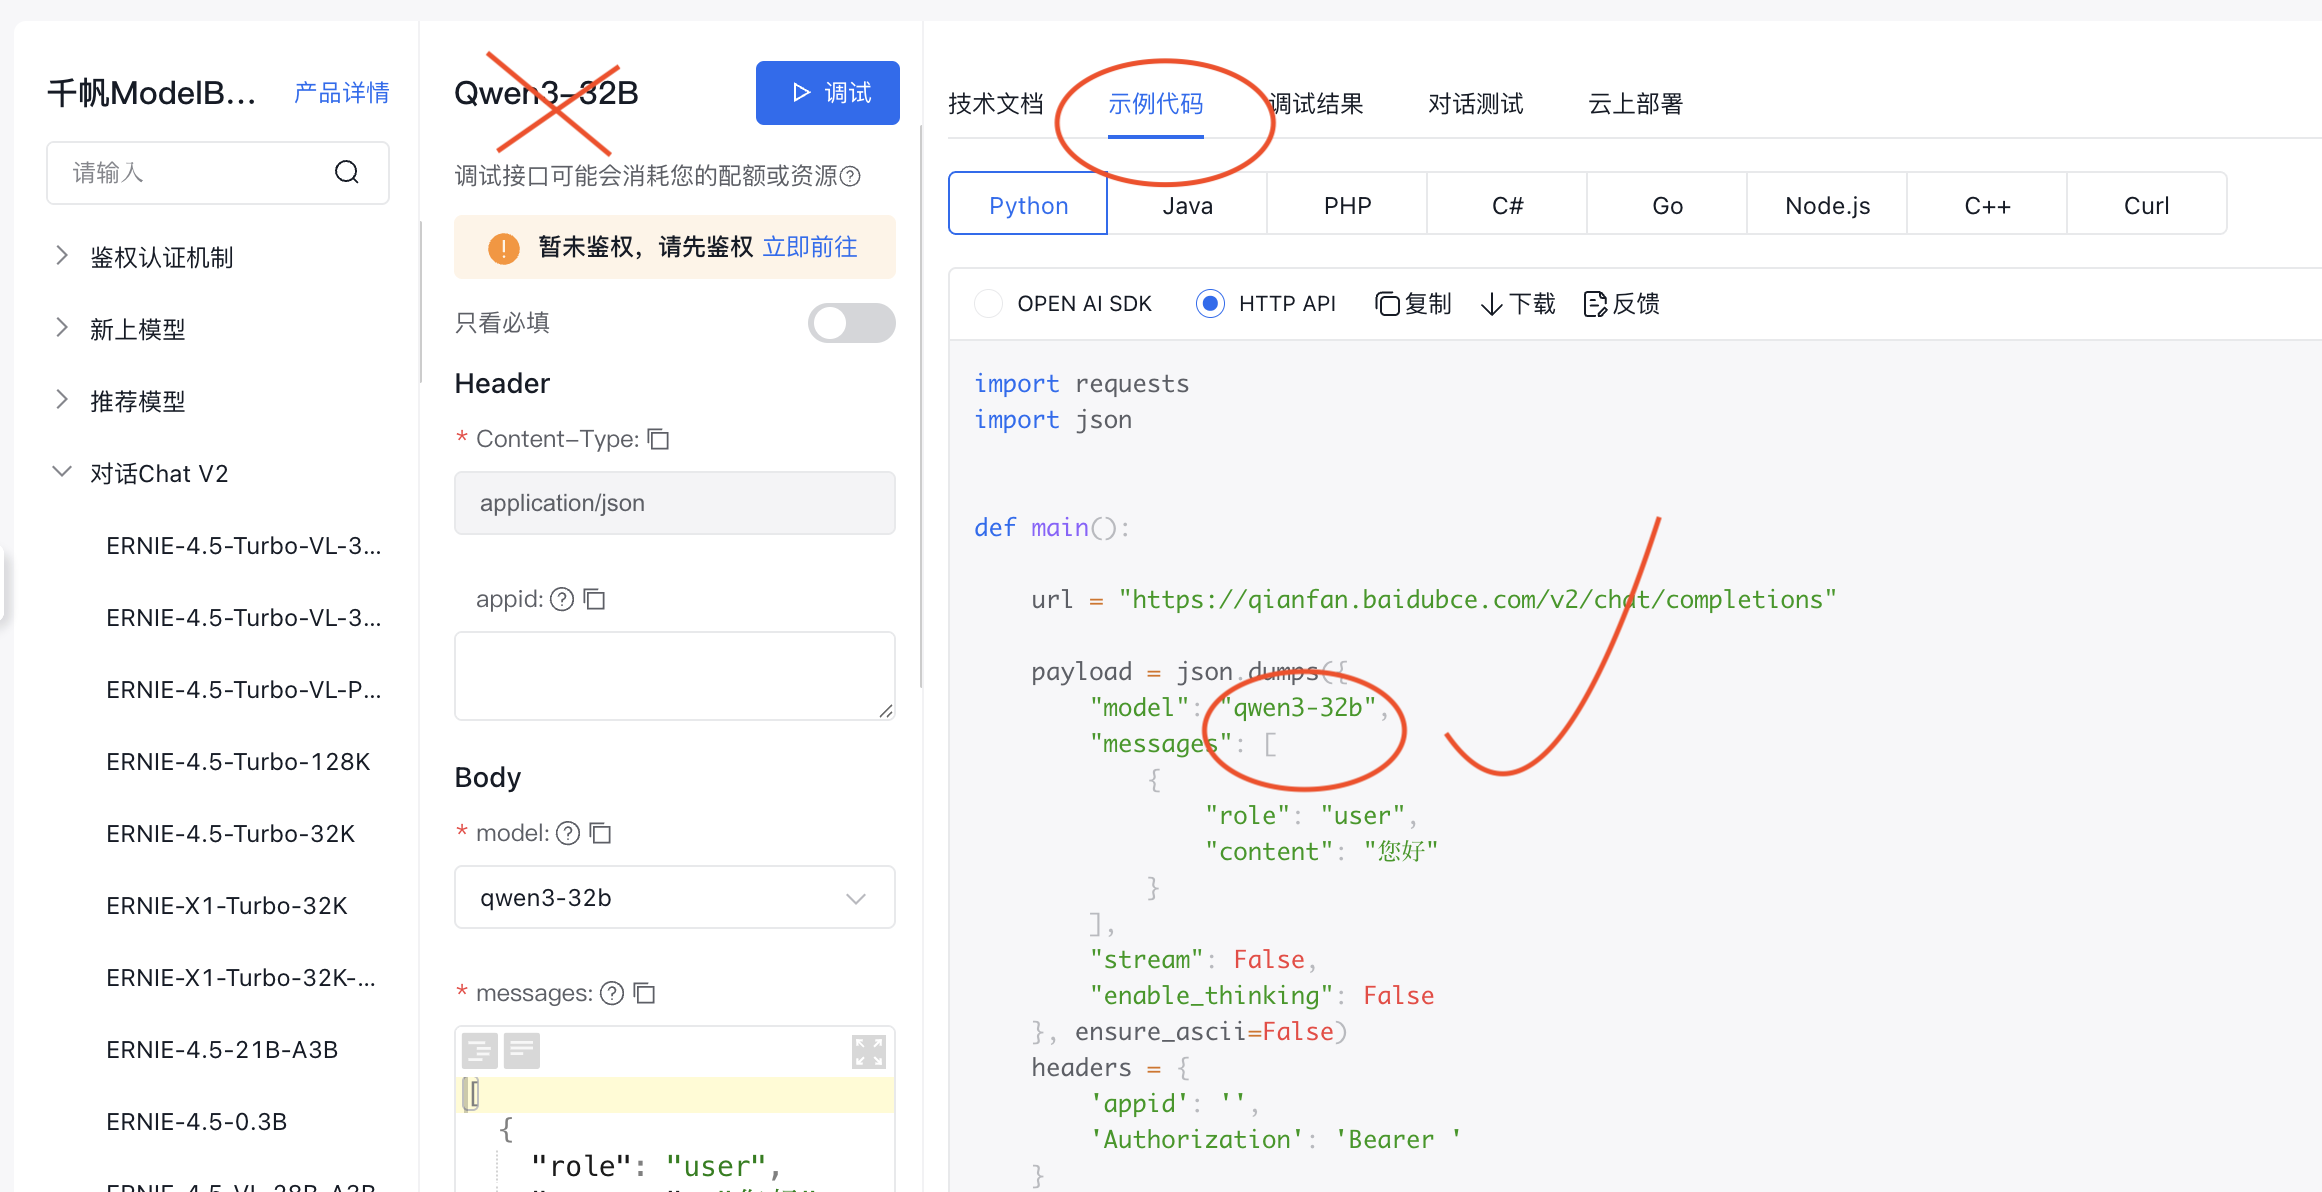 千帆ModelB... 产品详情
请输入
鉴权认证机制
新上模型
推荐模型
对话Chat V2
ERNIE-4.5-Turbo-VL-3...
ERNIE-4.5-Turbo-VL-3...
ERNIE-4.5-Turbo-VL-P...
ERNIE-4.5-Turbo-128K
ERNIE-4.5-Turbo-32K
ERNIE-X1-Turbo-32K
ERNIE-X1-Turbo-32K-...
ERNIE-4.5-21B-A3B
ERNIE-4.5-0.3B
ERNIE-4.5-VL-28B-A3B
Qwen3-32B 调试
调试接口可能会消耗您的配额或资源
暂未鉴权，请先鉴权 立即前往
只看必填
Header
* Content-Type:
application/json
appid:
Body
* model:
qwen3-32b
* messages:
[
{
"role": "user",
技术文档 示例代码 调试结果 对话测试 云上部署
Python Java PHP C# Go Node.js C++ Curl
OPEN AI SDK HTTP API 复制 下载 反馈
import requests
import json
def main():
url = "https://qianfan.baidubce.com/v2/chat/completions"
payload = json.dumps({
"model": "qwen3-32b",
"messages": [
{
"role": "user",
"content": "您好"
}
],
"stream": False,
"enable_thinking": False
}, ensure_ascii=False)
headers = {
'appid': '',
'Authorization': 'Bearer '
}